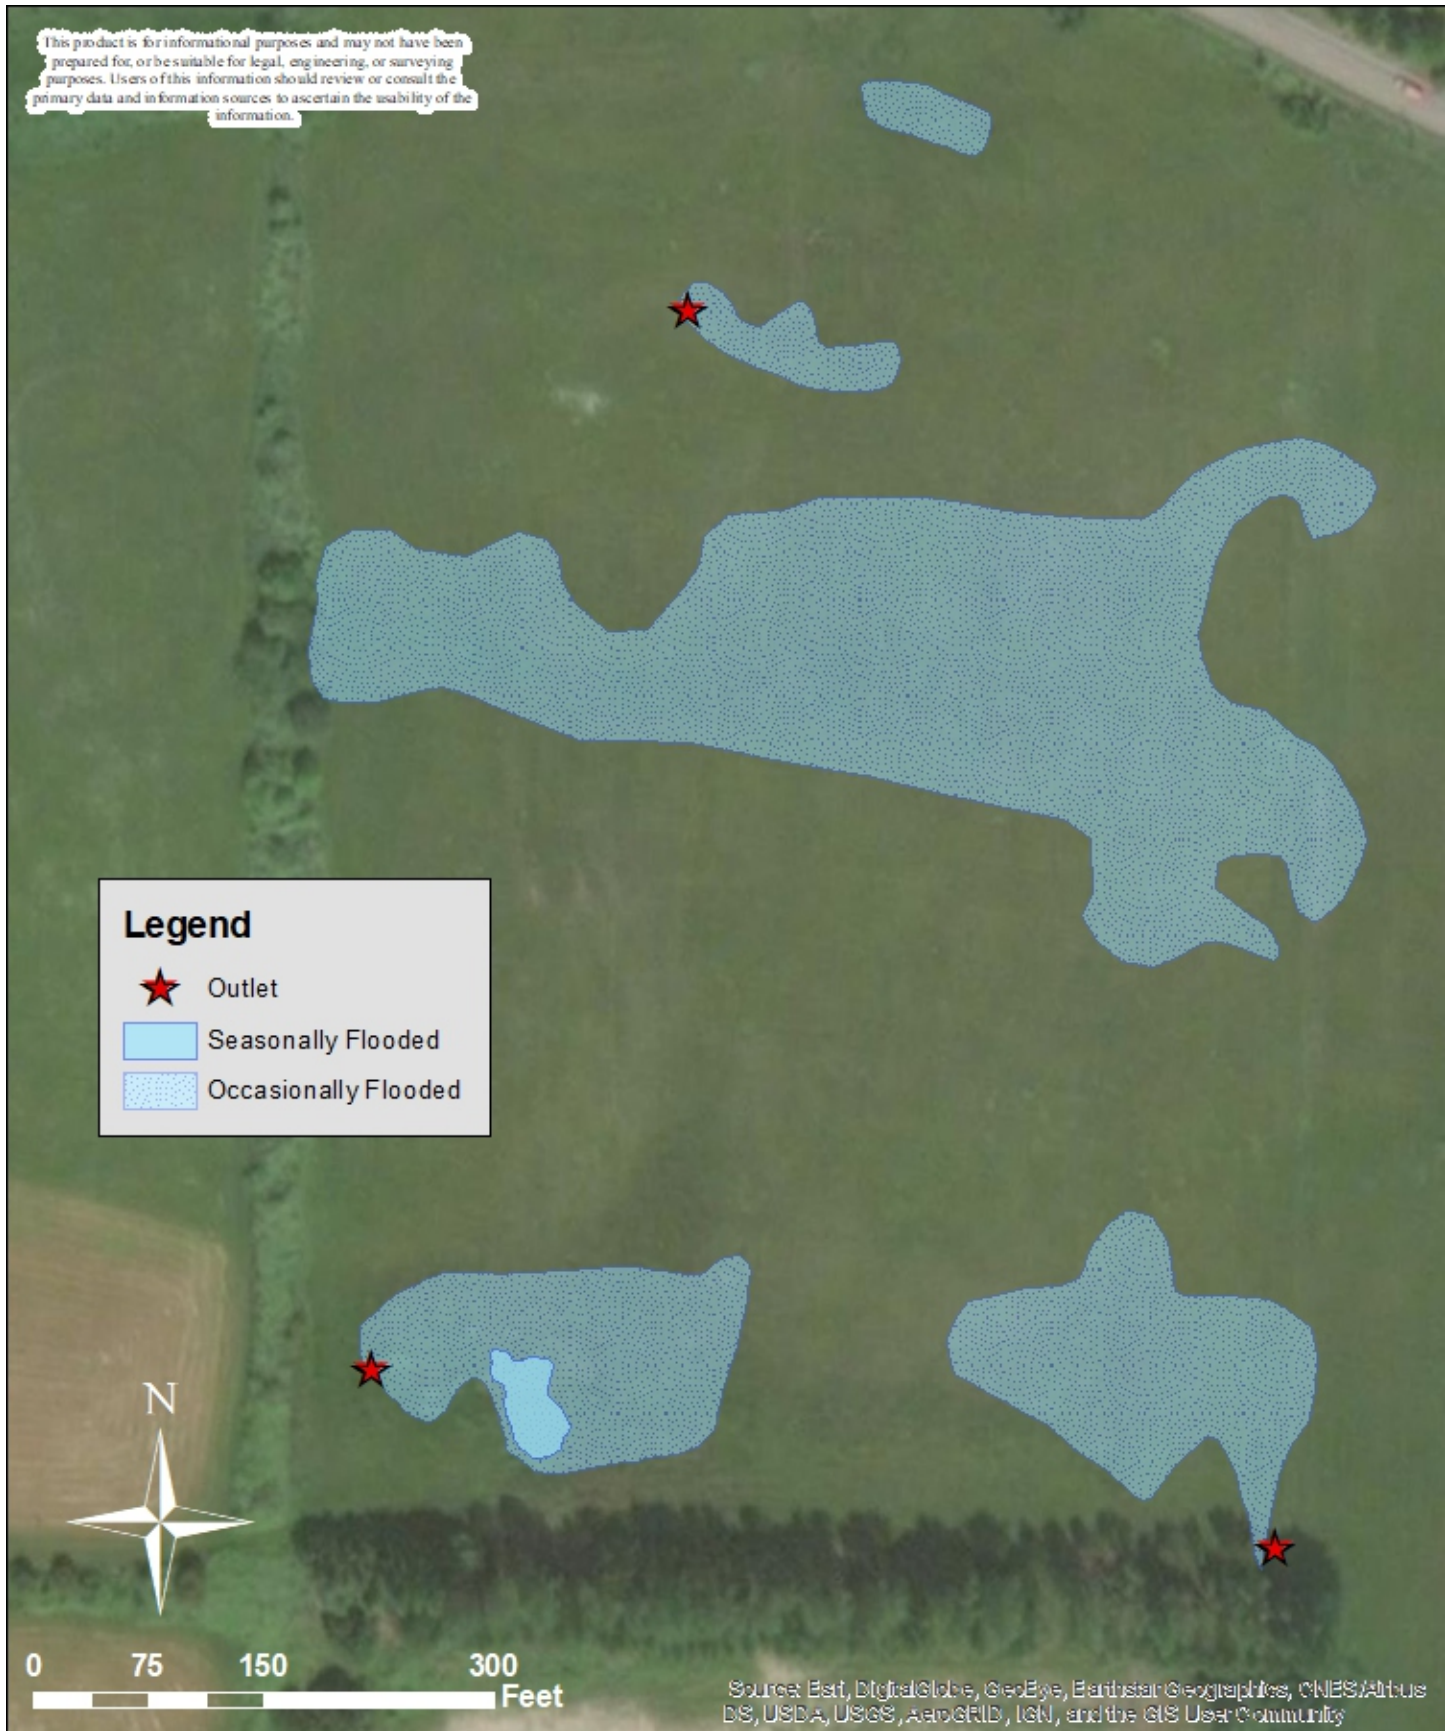 This product is for informational purposes and may not have been
prepared for, or be suitable for legal, engineering, or surveying
purposes. Users of this information should review or consult the
primary data and information sources to ascertain the usability of the
information.
Legend
Outlet
Seasonally Flooded
Occasionally Flooded
N
0 75 150 300
Feet
Source: Esri, DigitalGlobe, GeoEye, Earthstar Geographics, CNES/Airbus
DS, USDA, USGS, AeroGRID, IGN, and the GIS User Community